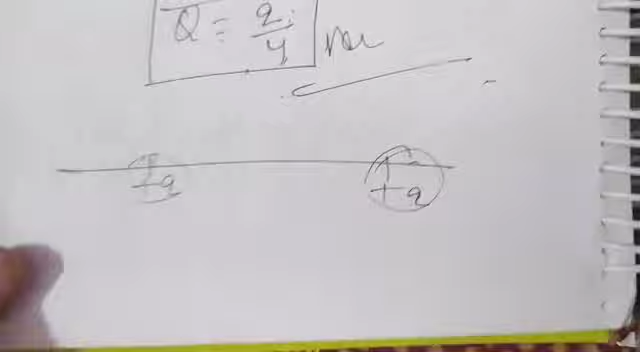 Q = q/4
+q +q